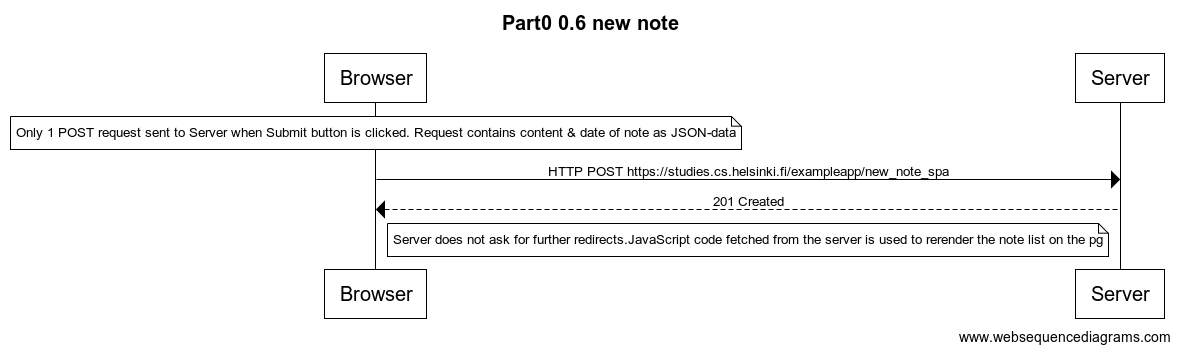 Part0 0.6 new note
Browser
Server
Only 1 POST request sent to Server when Submit button is clicked. Request contains content & date of note as JSON-data
HTTP POST https://studies.cs.helsinki.fi/exampleapp/new_note_spa
201 Created
Server does not ask for further redirects.JavaScript code fetched from the server is used to rerender the note list on the pg
Browser
Server
www.websequencediagrams.com